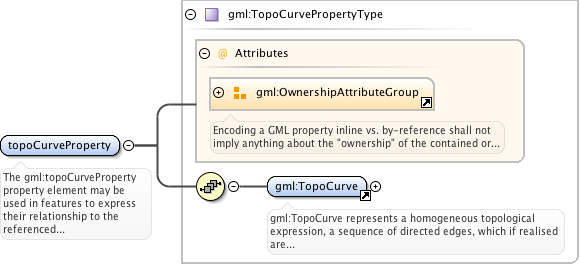 gml:TopoCurvePropertyType
@ Attributes
gml:OwnershipAttributeGroup
Encoding a GML property inline vs. by-reference shall not
imply anything about the "ownership" of the contained or...
topoCurveProperty
The gml:topoCurveProperty
property element may be
used in features to express
their relationship to the
referenced...
gml:TopoCurve
gml:TopoCurve represents a homogeneous topological
expression, a sequence of directed edges, which if realised
are...